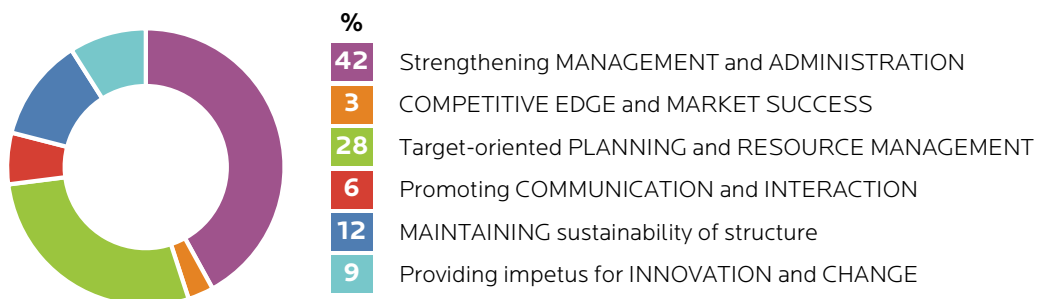 %
42 Strengthening MANAGEMENT and ADMINISTRATION
3 COMPETITIVE EDGE and MARKET SUCCESS
28 Target-oriented PLANNING and RESOURCE MANAGEMENT
6 Promoting COMMUNICATION and INTERACTION
12 MAINTAINING sustainability of structure
9 Providing impetus for INNOVATION and CHANGE